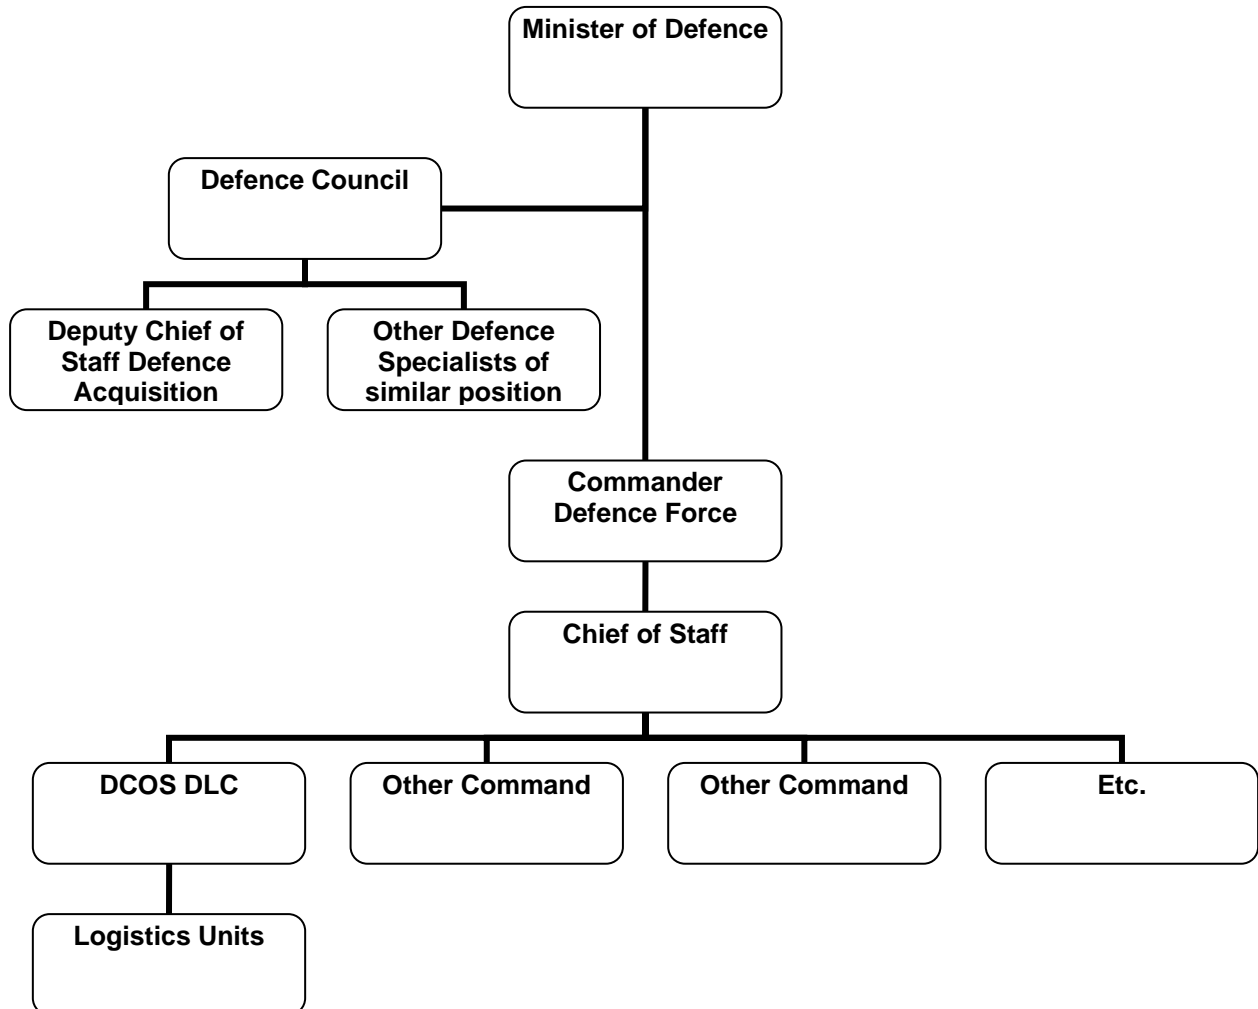 Minister of Defence
Defence Council
Deputy Chief of
Staff Defence
Acquisition
Other Defence
Specialists of
similar position
Commander
Defence Force
Chief of Staff
DCOS DLC
Other Command
Other Command
Etc.
Logistics Units